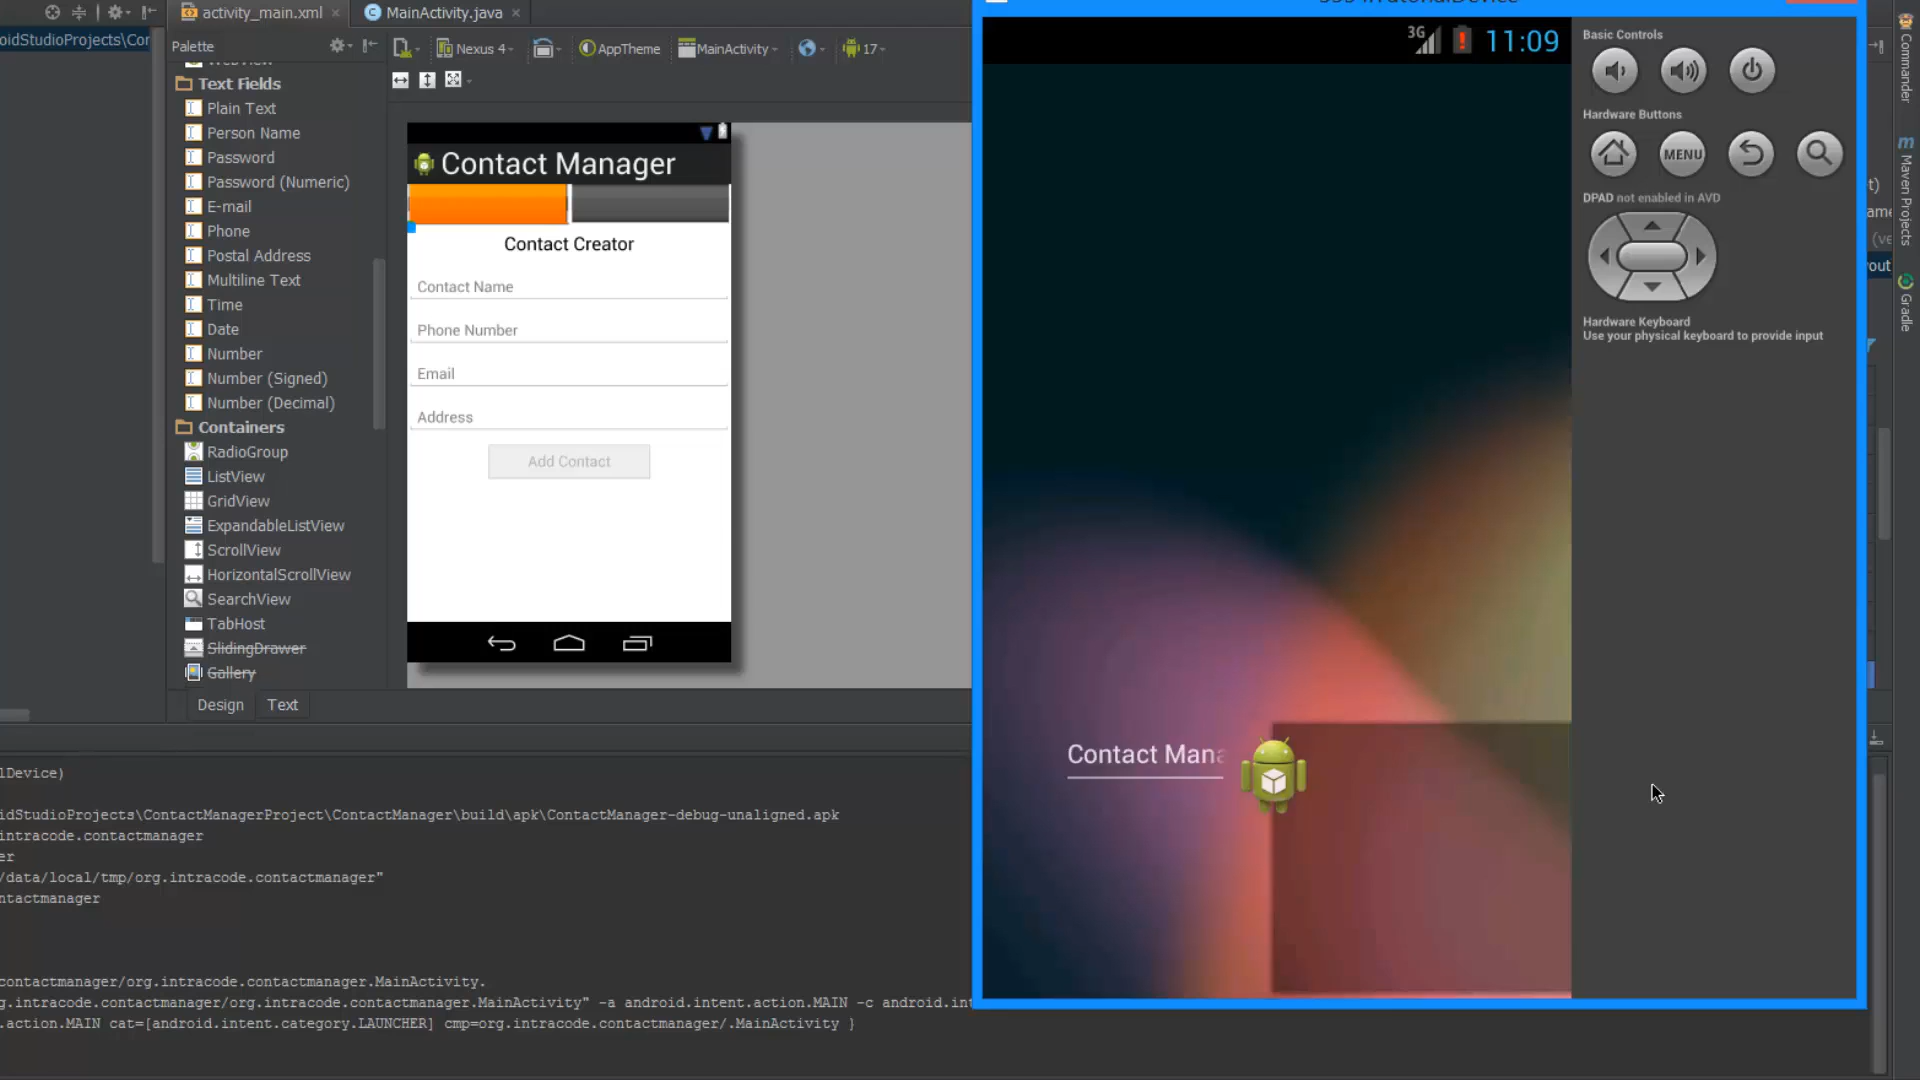 activity_main.xml
MainActivity.java
oidStudioProjects\Con
Palette
Nexus 4
AppTheme
MainActivity
17
Text Fields
Plain Text
Person Name
Password
Password (Numeric)
E-mail
Phone
Postal Address
Multiline Text
Time
Date
Number
Number (Signed)
Number (Decimal)
Containers
RadioGroup
ListView
GridView
ExpandableListView
ScrollView
HorizontalScrollView
SearchView
TabHost
SlidingDrawer
Gallery
Design
Text
Contact Manager
Contact Creator
Contact Name
Phone Number
Email
Address
Add Contact
lDevice)
oidStudioProjects\ContactManagerProject\ContactManager\build\apk\ContactManager-debug-unaligned.apk
intracode.contactmanager
er
/data/local/tmp/org.intracode.contactmanager"
ntactmanager
contactmanager/org.intracode.contactmanager.MainActivity.
g.intracode.contactmanager/org.intracode.contactmanager.MainActivity" -a android.intent.action.MAIN -c android.int
.action.MAIN cat=[android.intent.category.LAUNCHER] cmp=org.intracode.contactmanager/.MainActivity }
3G
11:09
Contact Mana
Basic Controls
Hardware Buttons
MENU
DPAD not enabled in AVD
Hardware Keyboard
Use your physical keyboard to provide input
Commander
m Maven Projects
Gradle